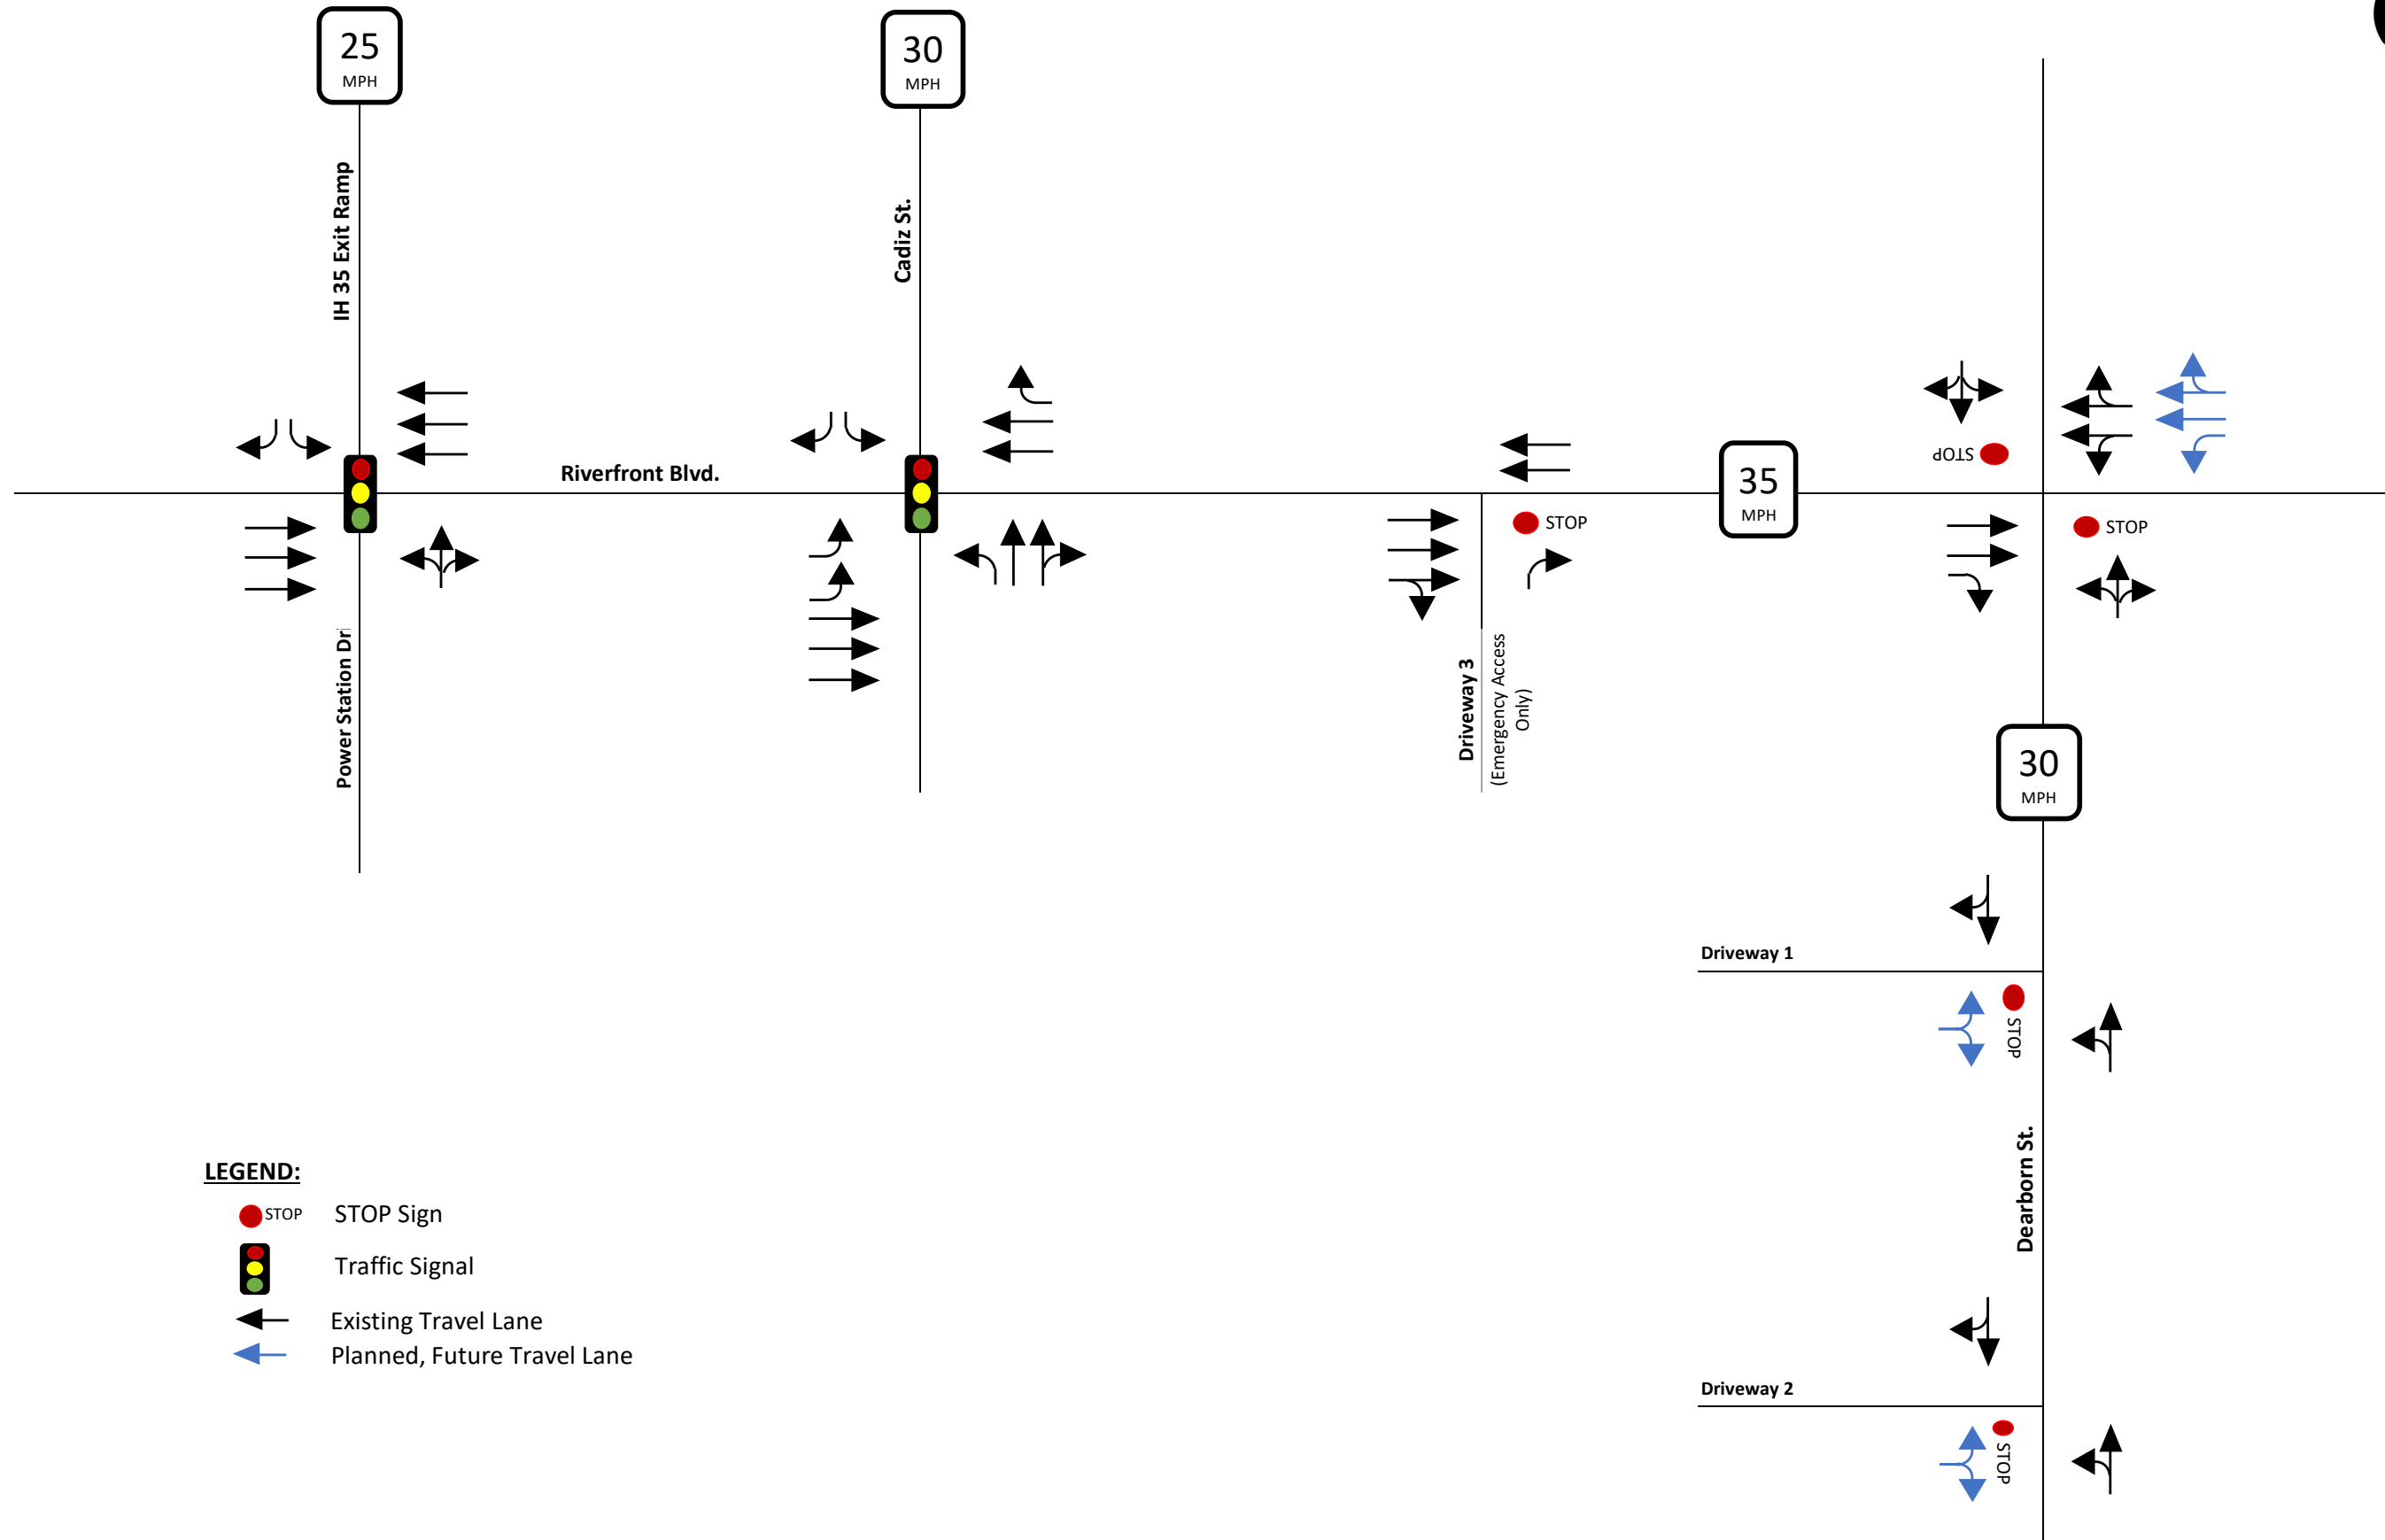 25
MPH
30
MPH
IH 35 Exit Ramp
Cadiz St.
Riverfront Blvd.
35
MPH
STOP
STOP
STOP
Power Station Dri
Driveway 3
(Emergency Access
Only)
30
MPH
Driveway 1
STOP
Dearborn St.
Driveway 2
STOP
LEGEND:
STOP STOP Sign
Traffic Signal
Existing Travel Lane
Planned, Future Travel Lane